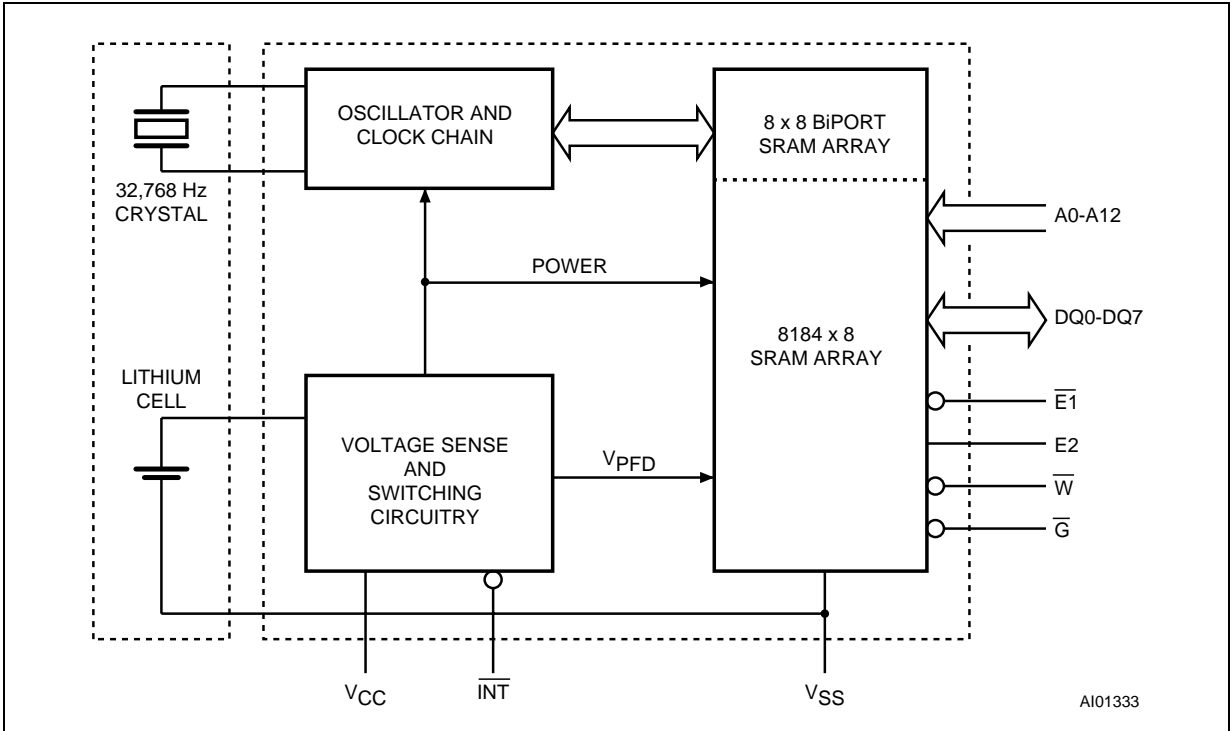 OSCILLATOR AND
CLOCK CHAIN
8 x 8 BiPORT
SRAM ARRAY
32,768 Hz
CRYSTAL
A0-A12
POWER
DQ0-DQ7
8184 x 8
SRAM ARRAY
LITHIUM
CELL
E1
VOLTAGE SENSE
AND
SWITCHING
CIRCUITRY
VPFD
E2
W
G
VCC
INT
VSS
AI01333